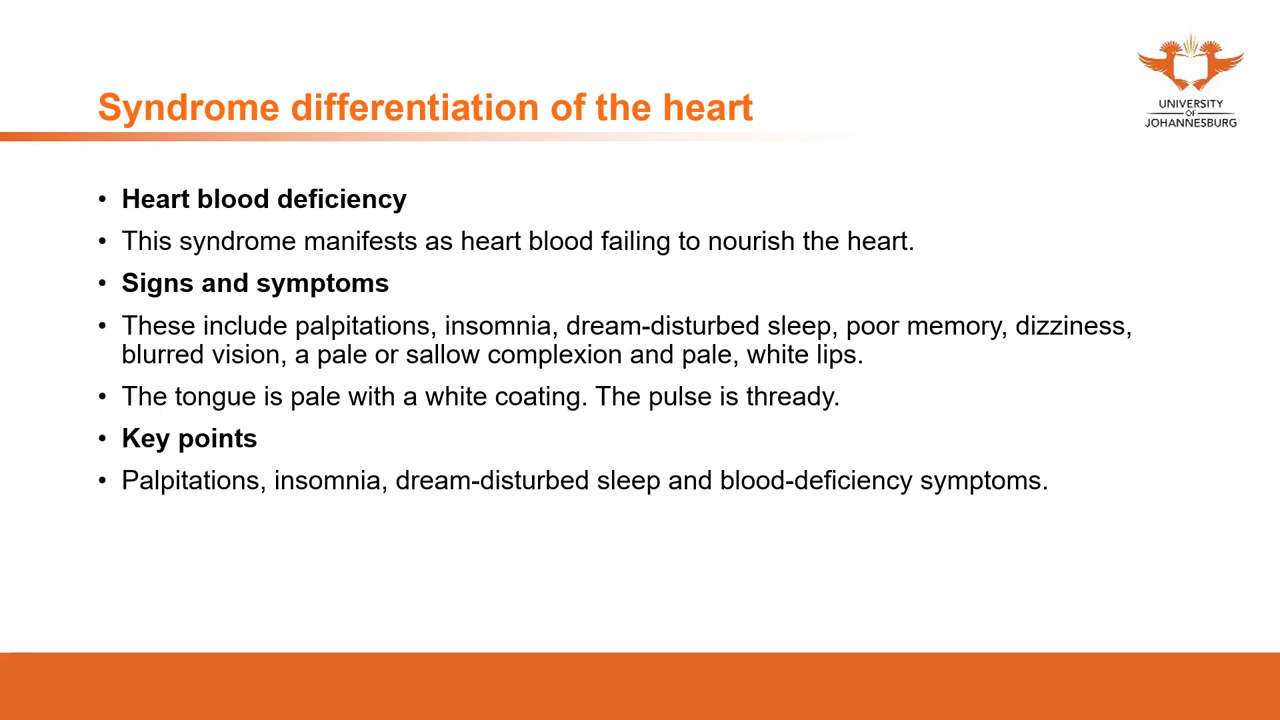 UNIVERSITY
OF
JOHANNESBURG
Syndrome differentiation of the heart
• Heart blood deficiency
• This syndrome manifests as heart blood failing to nourish the heart.
• Signs and symptoms
• These include palpitations, insomnia, dream-disturbed sleep, poor memory, dizziness,
blurred vision, a pale or sallow complexion and pale, white lips.
• The tongue is pale with a white coating. The pulse is thready.
• Key points
• Palpitations, insomnia, dream-disturbed sleep and blood-deficiency symptoms.